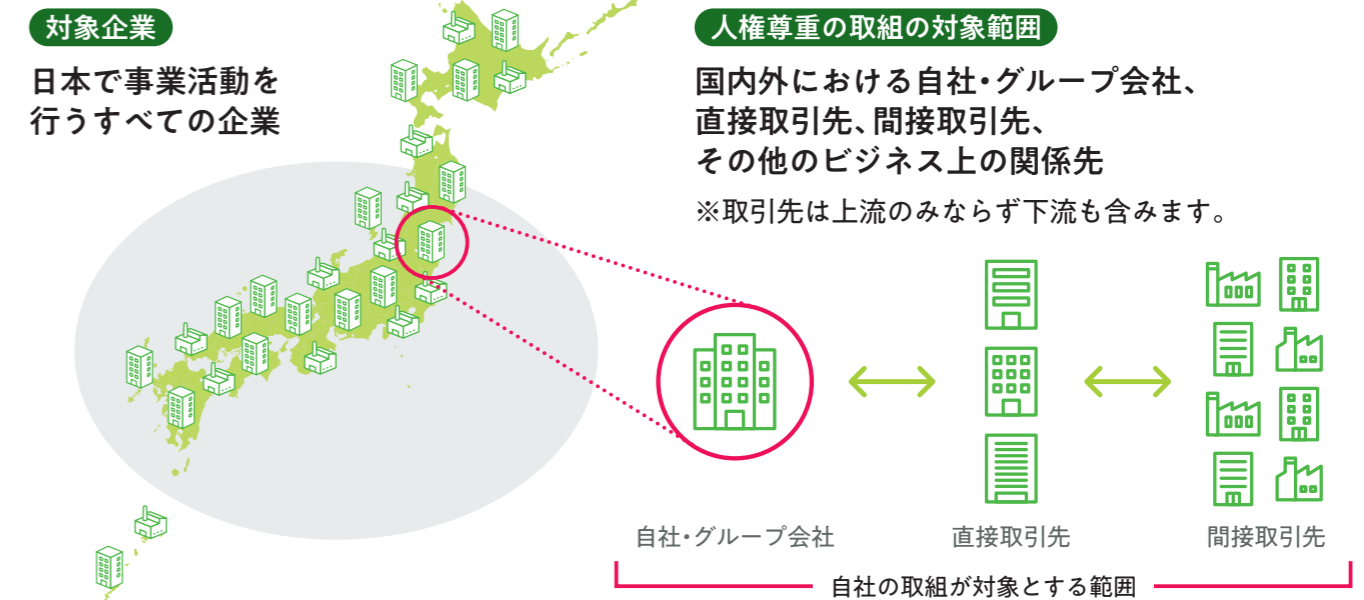 対象企業
日本で事業活動を
行うすべての企業
人権尊重の取組の対象範囲
国内外における自社・グループ会社、
直接取引先、間接取引先、
その他のビジネス上の関係先
※取引先は上流のみならず下流も含みます。
自社・グループ会社
直接取引先
間接取引先
自社の取組が対象とする範囲